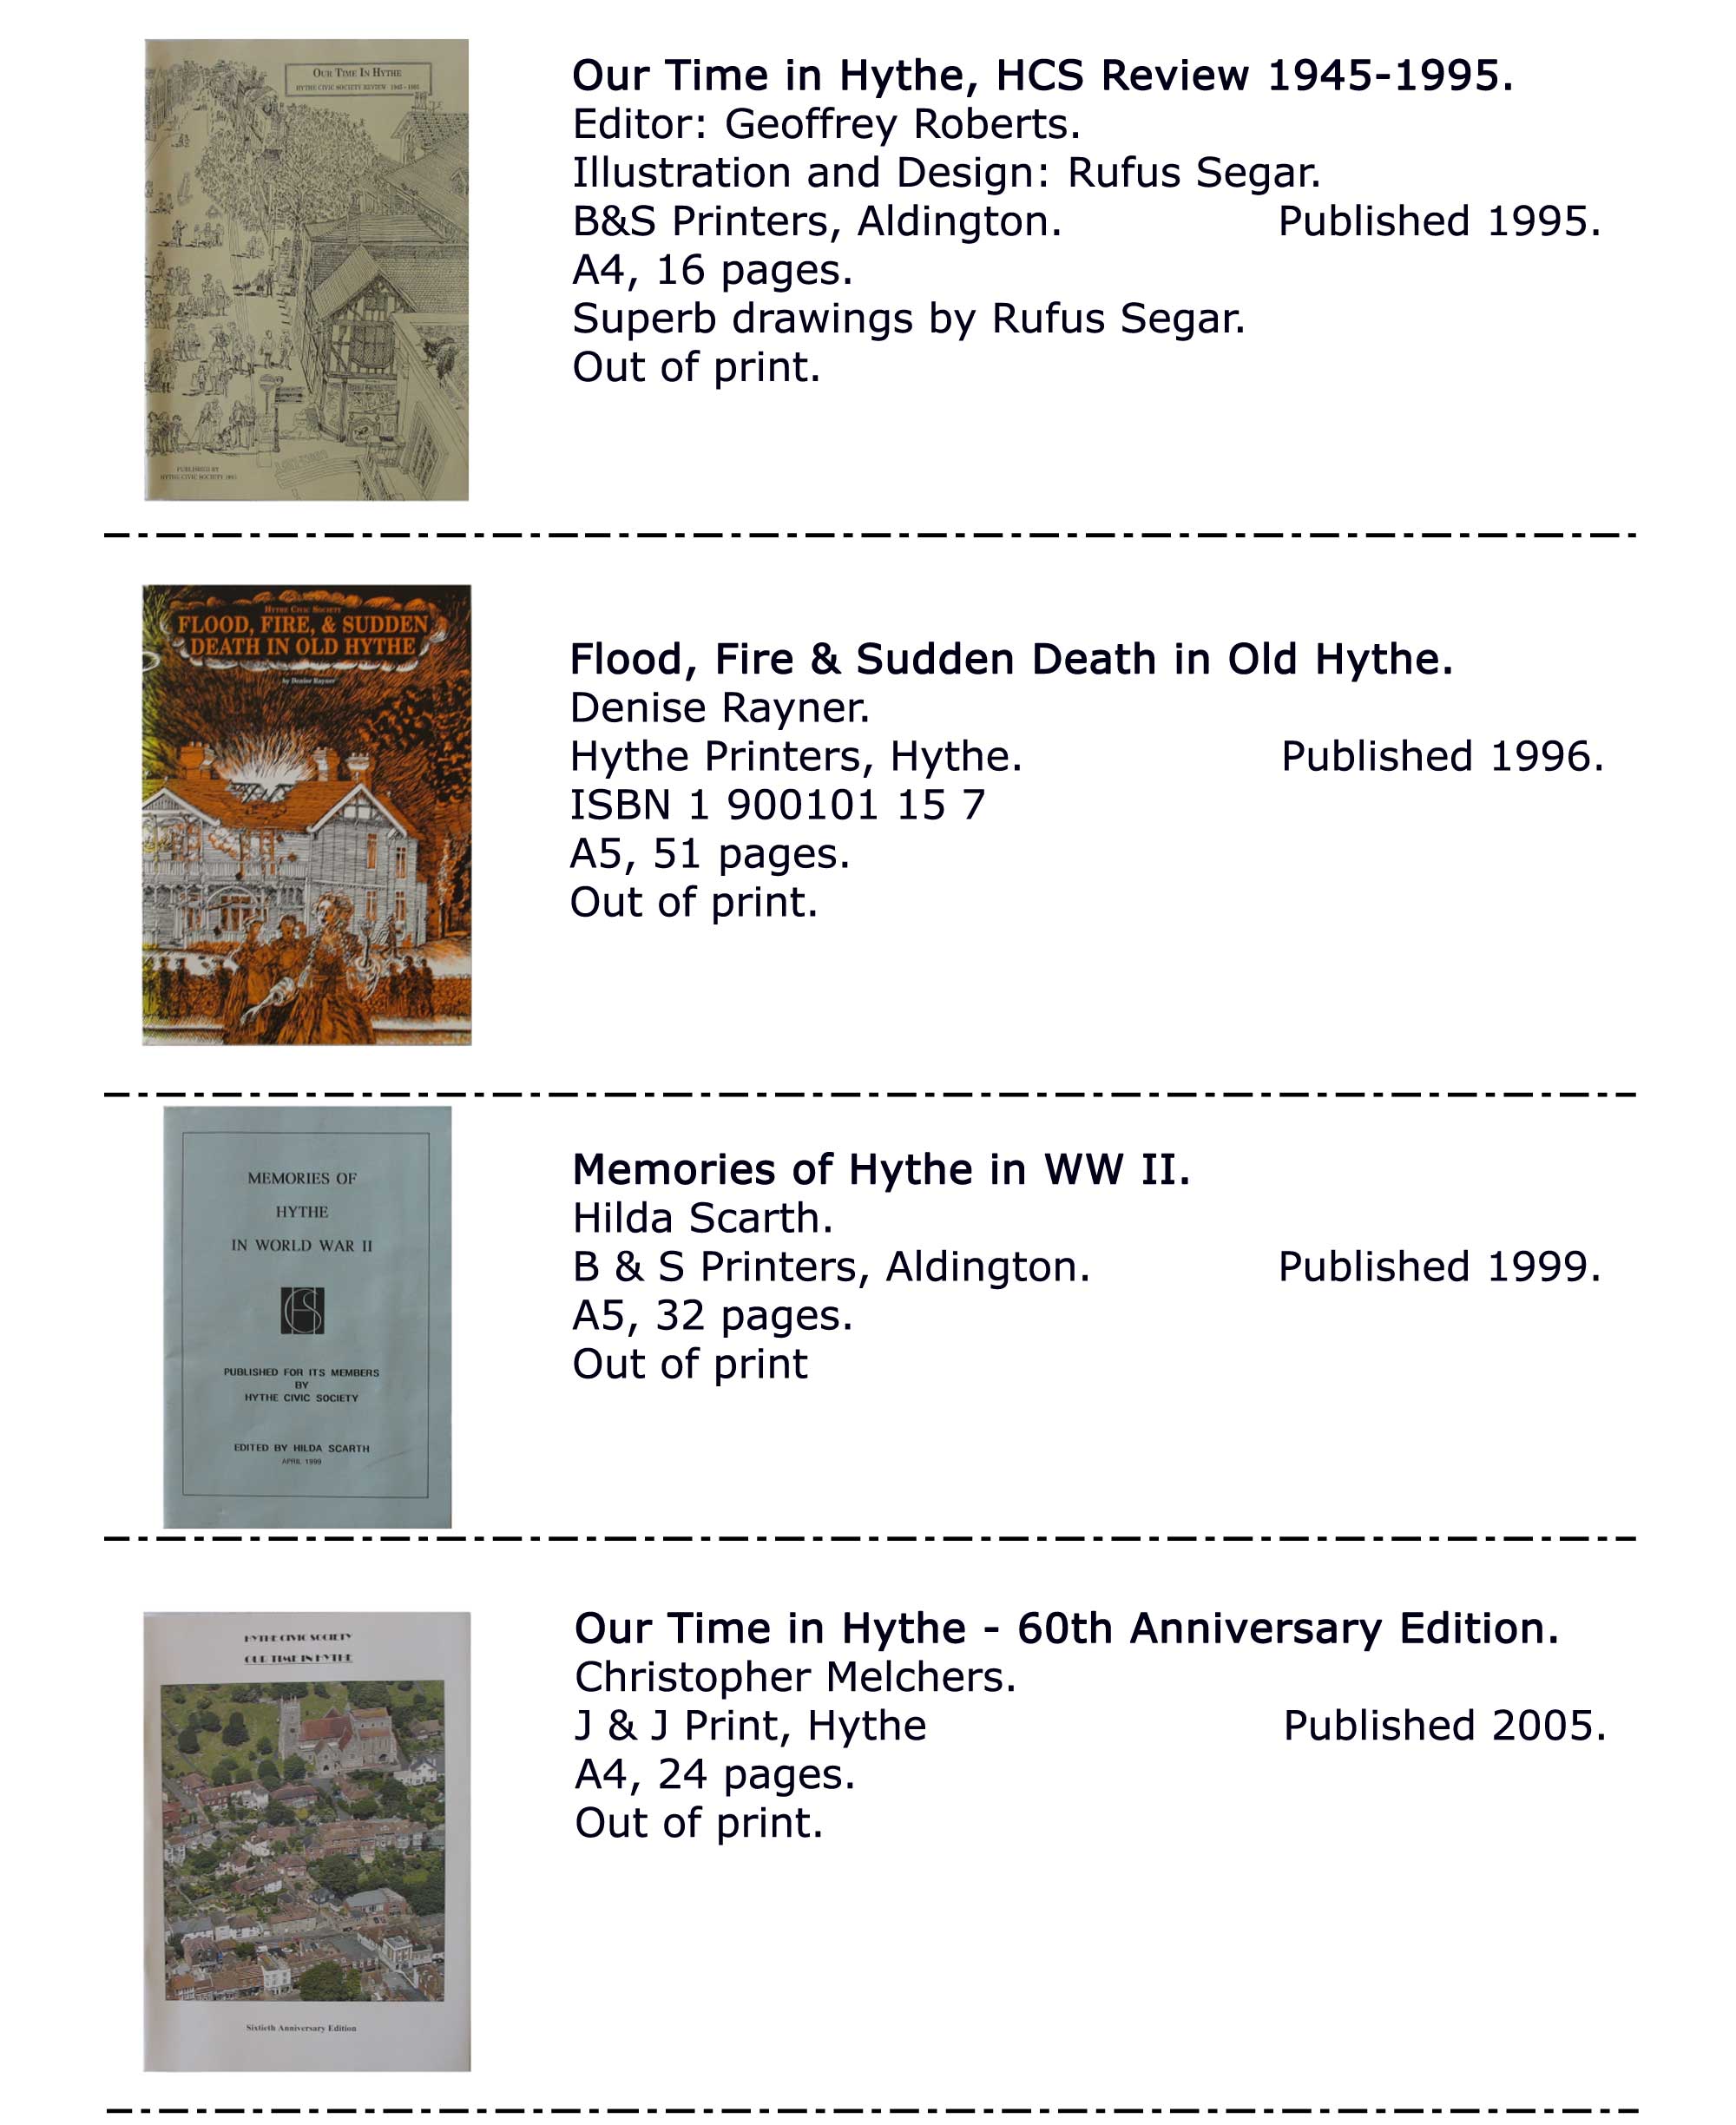 OUR TIME IN HYTHE
HYTHE CIVIC SOCIETY REVIEW 1945 - 1995
PUBLISHED BY
HYTHE CIVIC SOCIETY 1995
Our Time in Hythe, HCS Review 1945-1995.
Editor: Geoffrey Roberts.
Illustration and Design: Rufus Segar.
B&S Printers, Aldington. Published 1995.
A4, 16 pages.
Superb drawings by Rufus Segar.
Out of print.
HYTHE CIVIC SOCIETY
FLOOD, FIRE, & SUDDEN
DEATH IN OLD HYTHE
by Denise Rayner
Flood, Fire & Sudden Death in Old Hythe.
Denise Rayner.
Hythe Printers, Hythe. Published 1996.
ISBN 1 900101 15 7
A5, 51 pages.
Out of print.
MEMORIES OF
HYTHE
IN WORLD WAR II
HCS
PUBLISHED FOR ITS MEMBERS
BY
HYTHE CIVIC SOCIETY
EDITED BY HILDA SCARTH
APRIL 1999
Memories of Hythe in WW II.
Hilda Scarth.
B & S Printers, Aldington. Published 1999.
A5, 32 pages.
Out of print
HYTHE CIVIC SOCIETY
OUR TIME IN HYTHE
Sixtieth Anniversary Edition
Our Time in Hythe - 60th Anniversary Edition.
Christopher Melchers.
J & J Print, Hythe Published 2005.
A4, 24 pages.
Out of print.